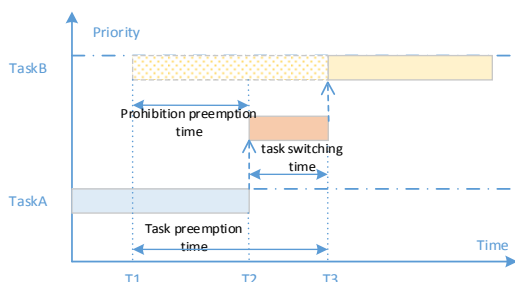 Priority
TaskB
Prohibition preemption
time
task switching
time
TaskA
Task preemption
time
Time
T1
T2
T3